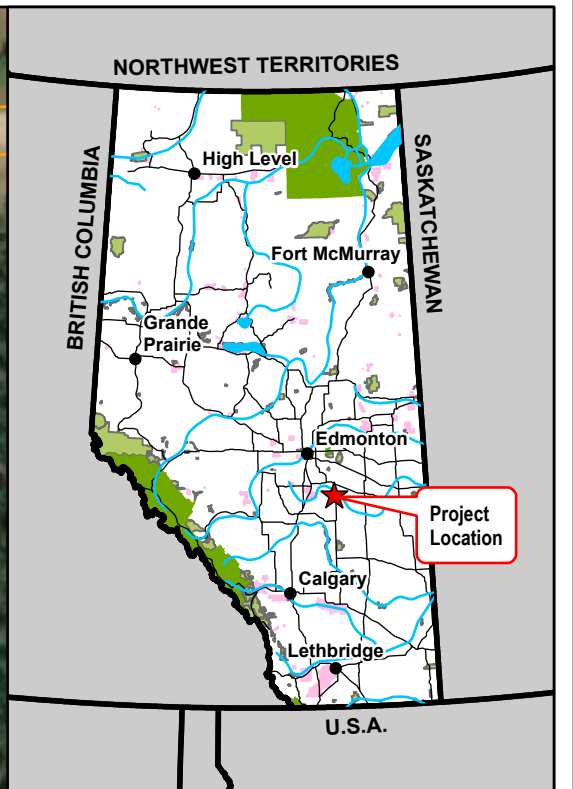 NORTHWEST TERRITORIES
BRITISH COLUMBIA
SASKATCHEWAN
High Level
Fort McMurray
Grande
Prairie
Edmonton
Project
Location
Calgary
Lethbridge
U.S.A.